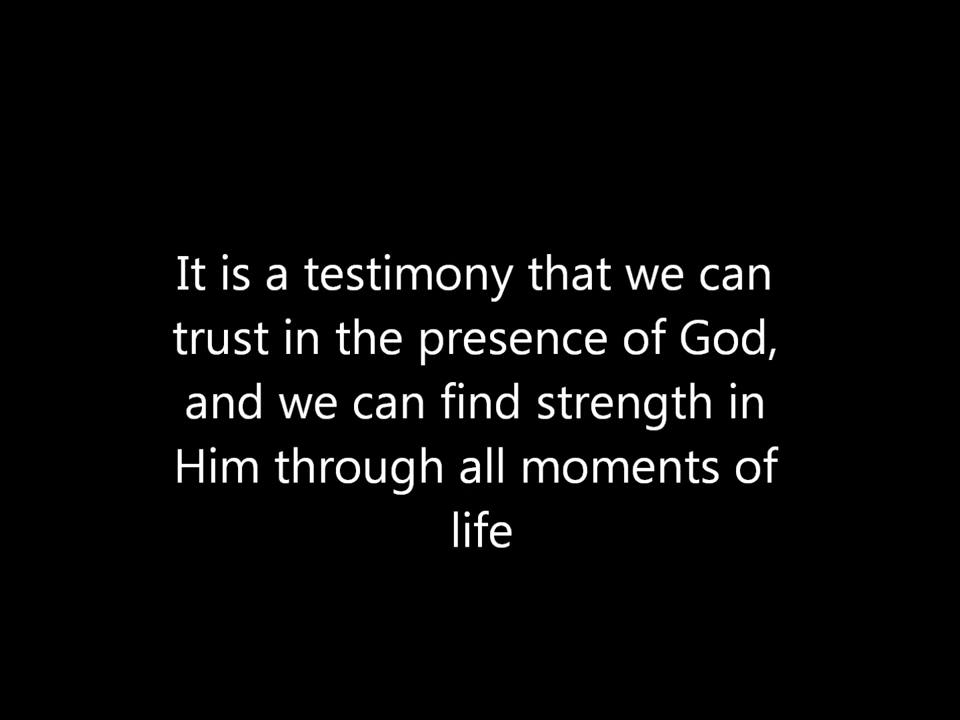 It is a testimony that we can
trust in the presence of God,
and we can find strength in
Him through all moments of
life